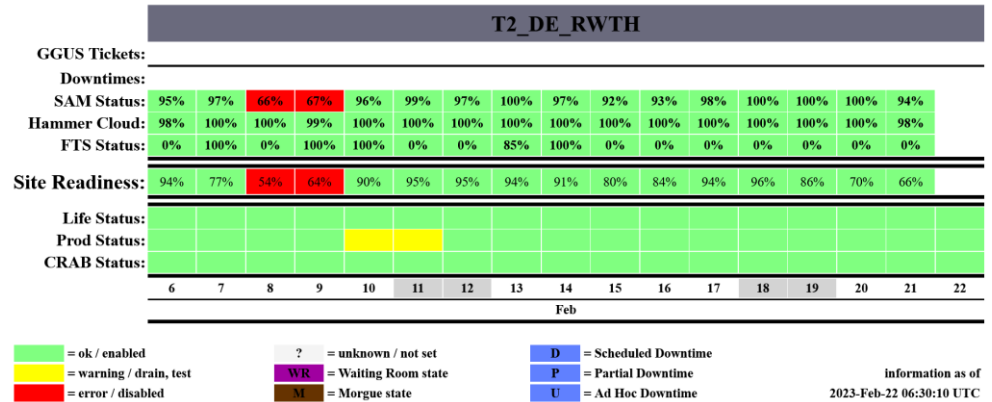 T2_DE_RWTH
GGUS Tickets:
Downtimes:
SAM Status: 95% 97% 66% 67% 96% 99% 97% 100% 97% 92% 93% 98% 100% 100% 100% 94%
Hammer Cloud: 98% 100% 100% 99% 100% 100% 100% 100% 100% 100% 100% 100% 100% 100% 100% 98%
FTS Status: 0% 100% 0% 100% 100% 0% 0% 85% 100% 0% 0% 0% 0% 0% 0% 0%
Site Readiness: 94% 77% 54% 64% 90% 95% 95% 94% 91% 80% 84% 94% 96% 86% 70% 66%
Life Status:
Prod Status:
CRAB Status:
6 7 8 9 10 11 12 13 14 15 16 17 18 19 20 21 22
Feb
= ok / enabled ? = unknown / not set D = Scheduled Downtime
= warning / drain, test WR = Waiting Room state P = Partial Downtime information as of
= error / disabled M = Morgue state U = Ad Hoc Downtime 2023-Feb-22 06:30:10 UTC